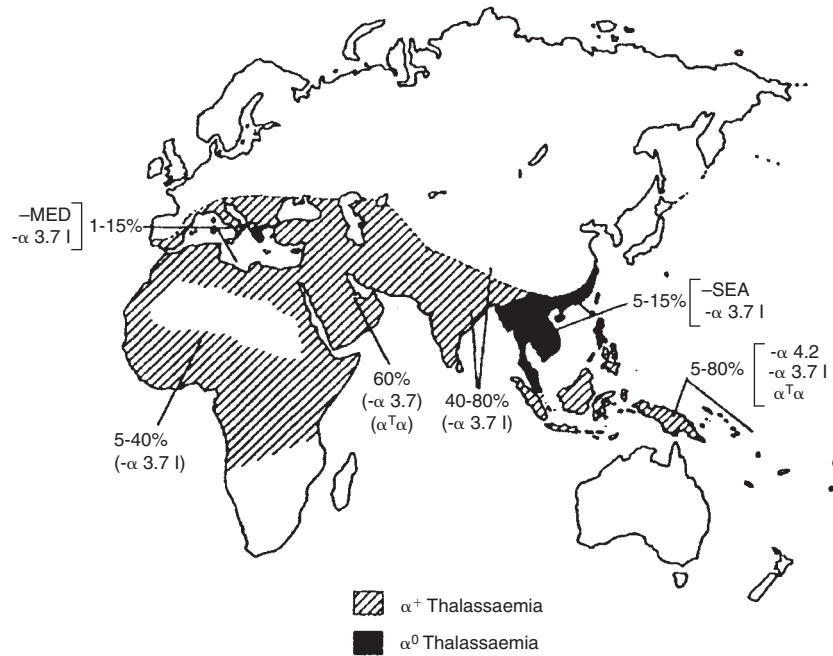 –MED
-α 3.7 I
1-15%
5-15%
–SEA
-α 3.7 I
5-80%
-α 4.2
-α 3.7 I
αᵀα
60%
(-α 3.7)
(αᵀα)
40-80%
(-α 3.7 I)
5-40%
(-α 3.7 I)
α⁺ Thalassaemia
α⁰ Thalassaemia